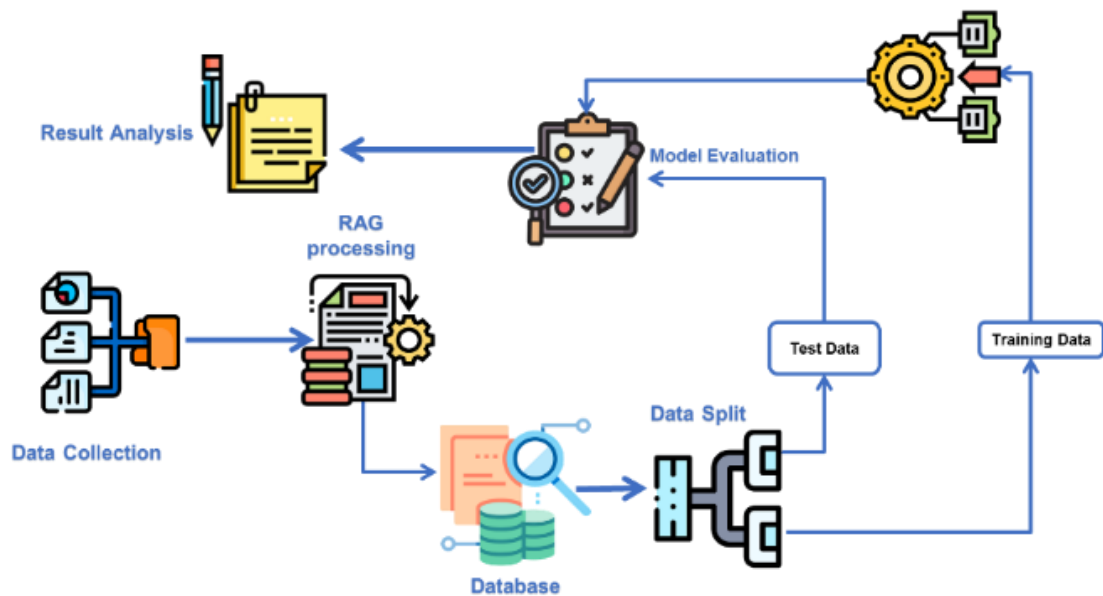 Result Analysis
Model Evaluation
RAG
processing
Test Data
Training Data
Data Split
Data Collection
Database